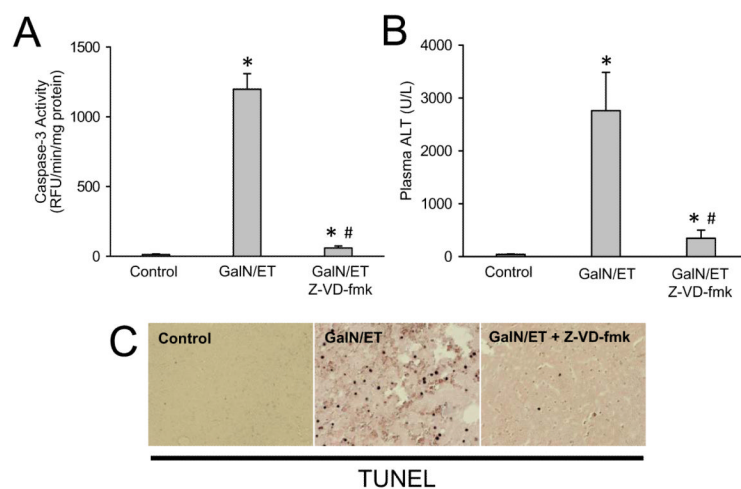 A
Caspase-3 Activity
(RFU/min/mg protein)
1500
1000
500
0
*
* #
Control
GalN/ET
GalN/ET
Z-VD-fmk
B
Plasma ALT (U/L)
4000
3000
2000
1000
0
*
* #
Control
GalN/ET
GalN/ET
Z-VD-fmk
C
Control
GalN/ET
GalN/ET + Z-VD-fmk
TUNEL